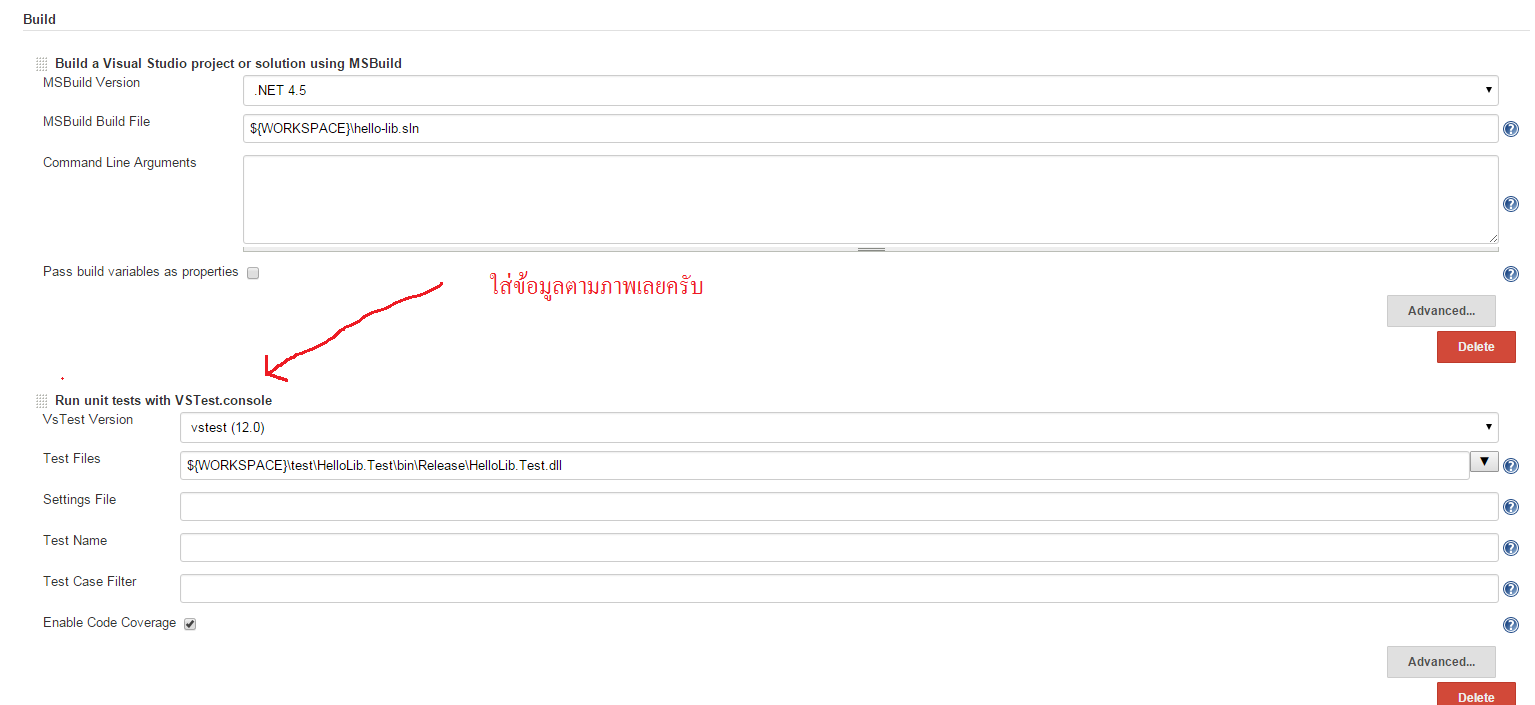 Build
Build a Visual Studio project or solution using MSBuild
MSBuild Version
.NET 4.5
MSBuild Build File
${WORKSPACE}\hello-lib.sln
Command Line Arguments
Pass build variables as properties
ใส่ข้อมูลตามภาพเลยครับ
Advanced...
Delete
Run unit tests with VSTest.console
VsTest Version
vstest (12.0)
Test Files
${WORKSPACE}\test\HelloLib.Test\bin\Release\HelloLib.Test.dll
Settings File
Test Name
Test Case Filter
Enable Code Coverage
Advanced...
Delete